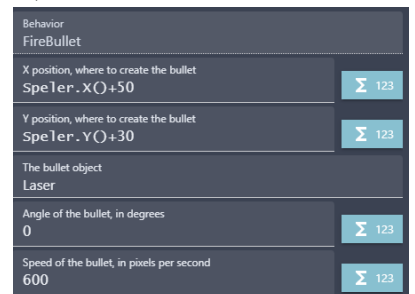 Behavior
FireBullet
X position, where to create the bullet
Speler.X()+50
Σ 123
Y position, where to create the bullet
Speler.Y()+30
Σ 123
The bullet object
Laser
Angle of the bullet, in degrees
0
Σ 123
Speed of the bullet, in pixels per second
600
Σ 123